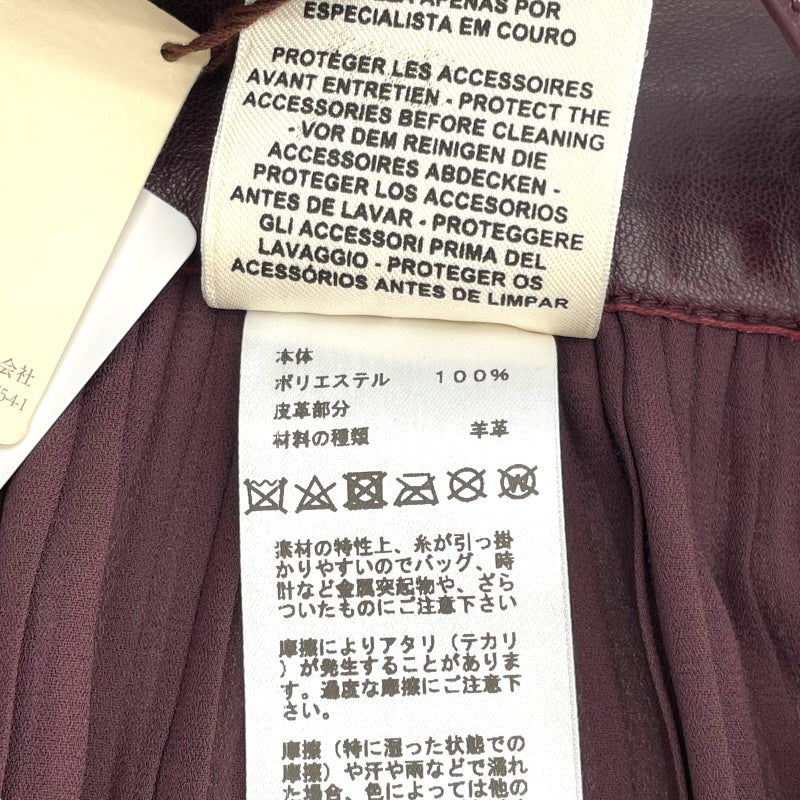 APENAS POR
ESPECIALISTA EM COURO
PROTÉGER LES ACCESSOIRES
AVANT ENTRETIEN - PROTECT THE
ACCESSORIES BEFORE CLEANING
- VOR DEM REINIGEN DIE
ACCESSOIRES ABDECKEN -
PROTEGER LOS ACCESORIOS
ANTES DE LAVAR - PROTEGGERE
GLI ACCESSORI PRIMA DEL
LAVAGGIO - PROTEGER OS
ACESSÓRIOS ANTES DE LIMPAR
会社
5-4-1
本体
ポリエステル 100%
皮革部分
材料の種類 羊革
素材の特性上、糸が引っ掛
かりやすいのでバッグ、時
計など金属突起物や、ざら
ついたものにご注意下さい
摩擦によりアタリ（テカリ
）が発生することがありま
す。過度な摩擦にご注意下
さい。
摩擦（特に湿った状態での
摩擦）や汗や雨などで濡れ
た場合、色によっては他の